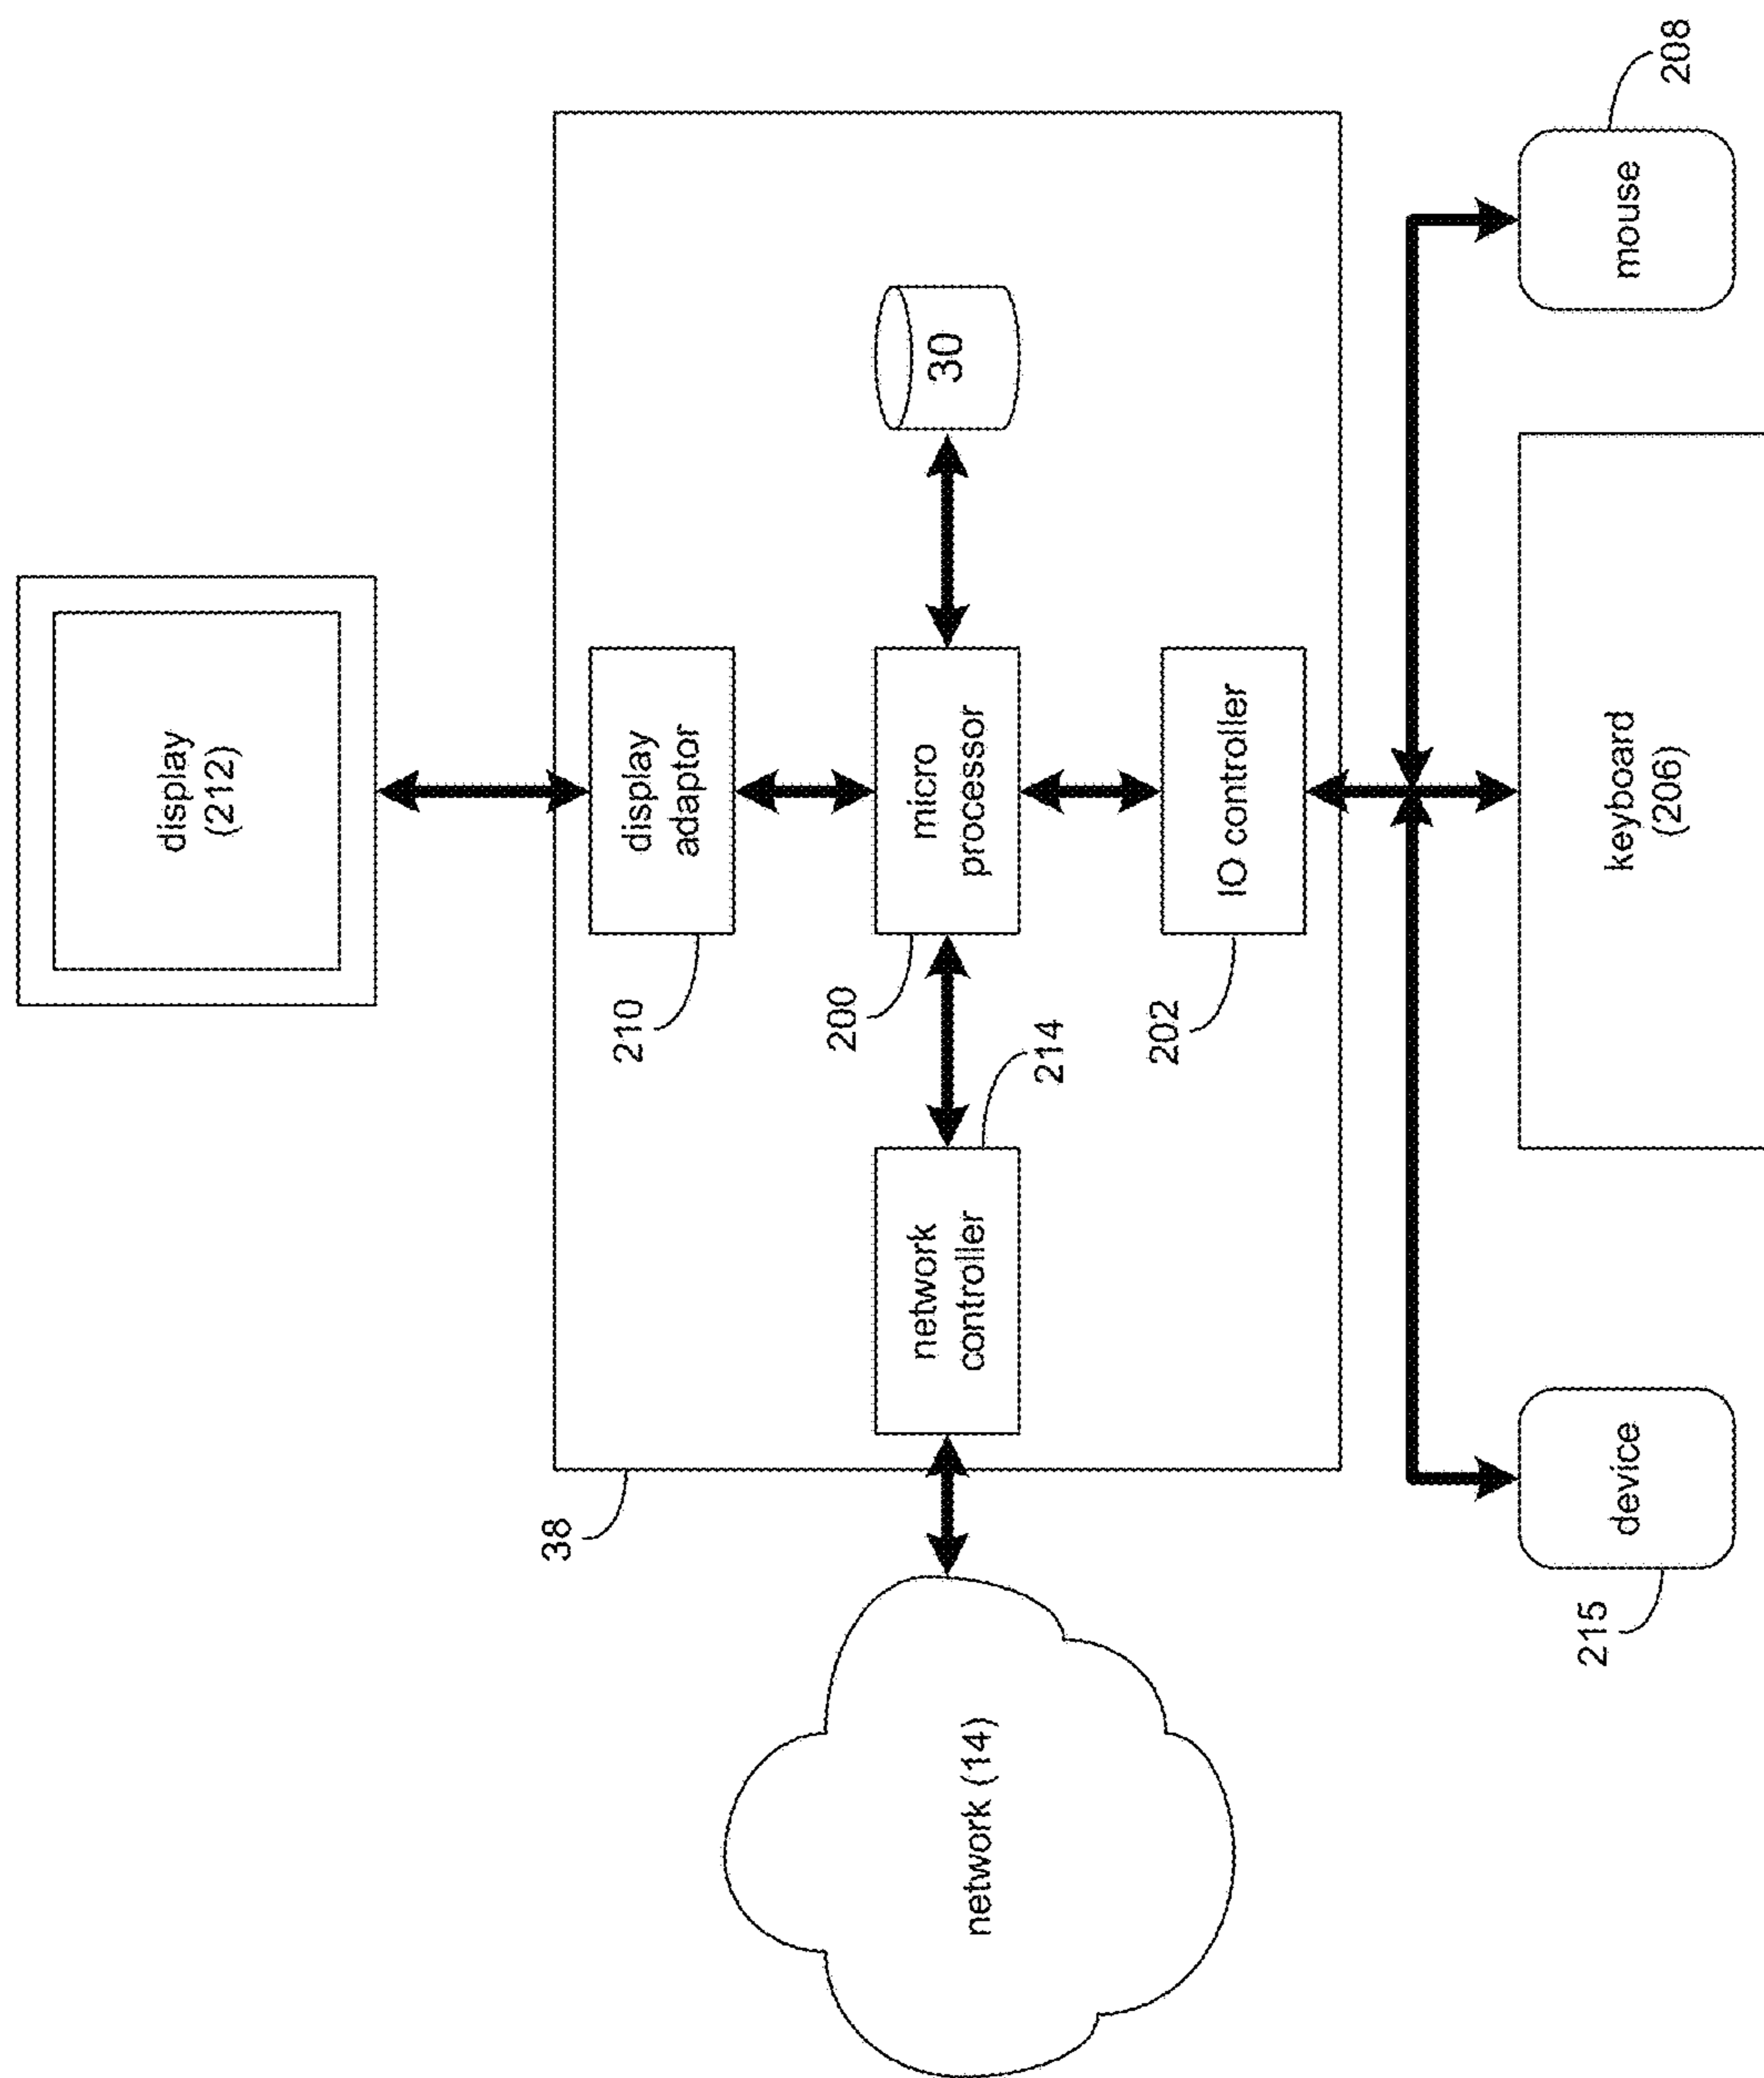 display
(212)
display
adaptor
210
micro
processor
200
30
network
controller
214
IO controller
202
38
network (14)
208
mouse
keyboard
(206)
device
215